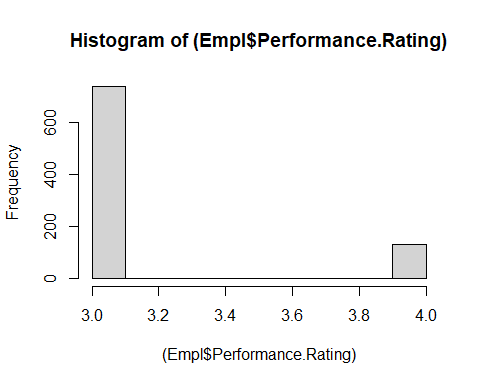 Histogram of (Empl$Performance.Rating)
Frequency
600
400
200
0
3.0 3.2 3.4 3.6 3.8 4.0
(Empl$Performance.Rating)